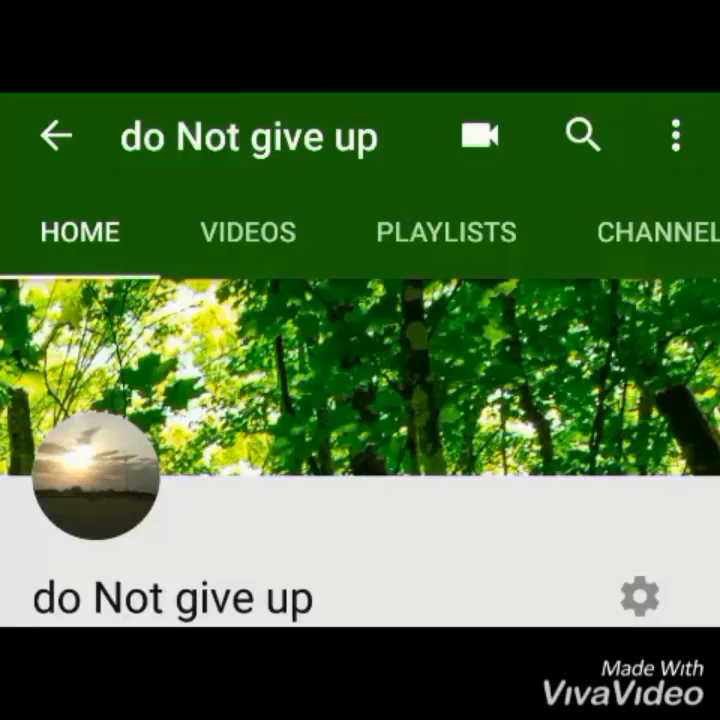 do Not give up
HOME VIDEOS PLAYLISTS CHANNEL
do Not give up
Made With
VivaVideo